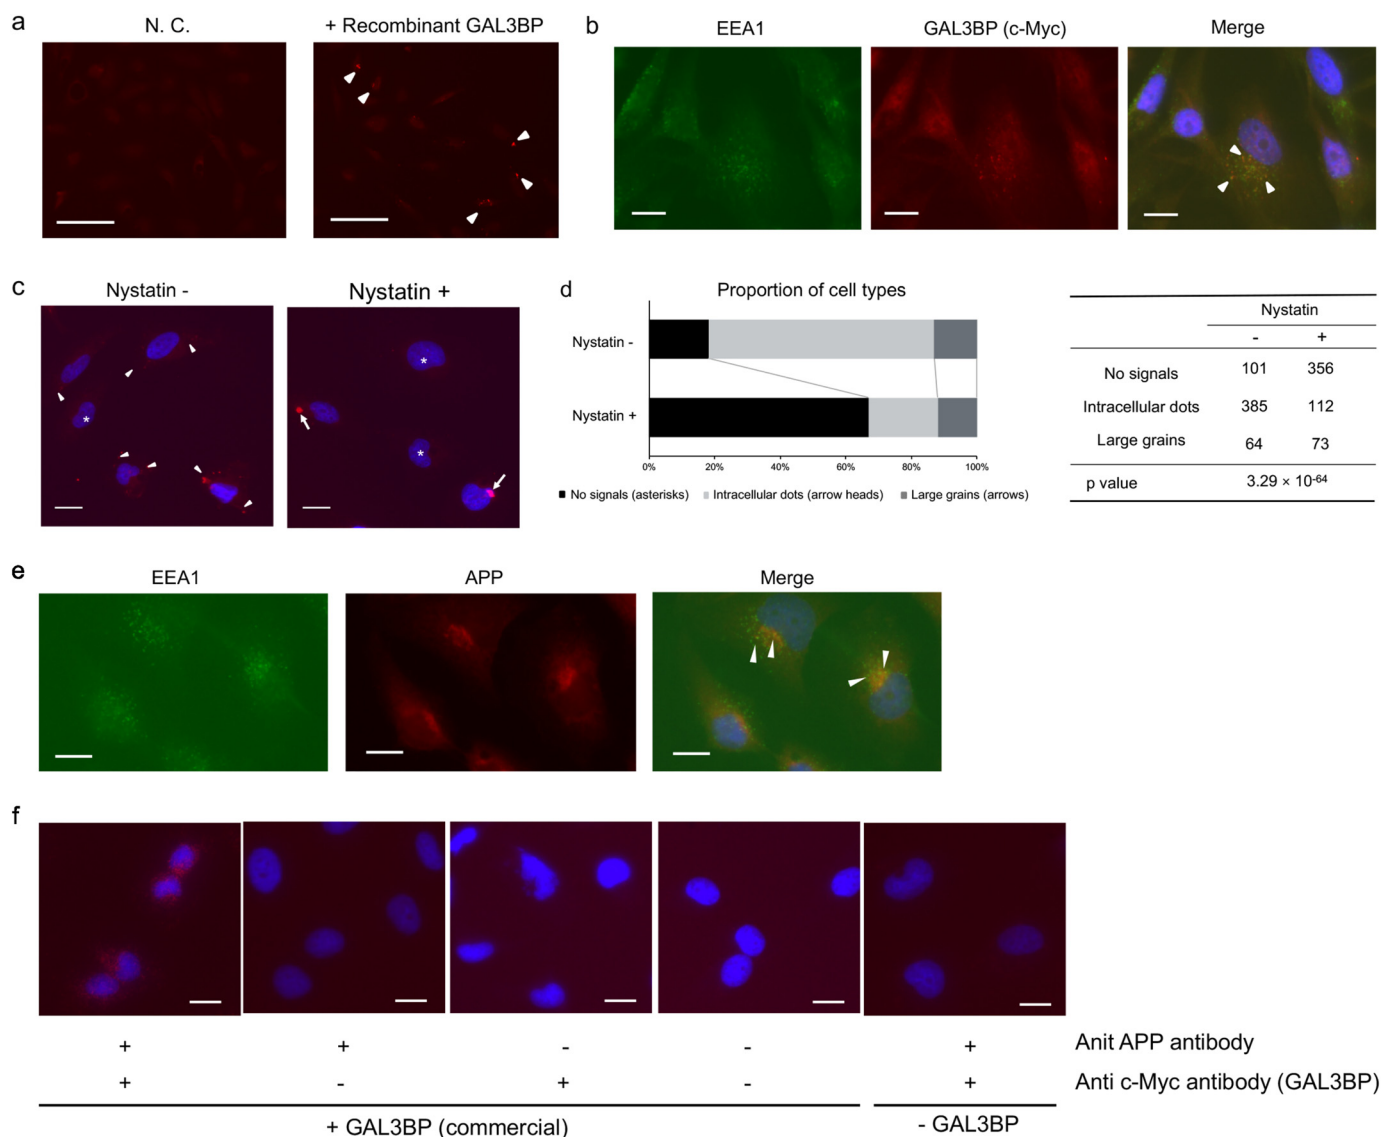 a
N. C.
+ Recombinant GAL3BP
b
EEA1
GAL3BP (c-Myc)
Merge
c
Nystatin -
Nystatin +
*
*
*
d
Proportion of cell types
Nystatin -
Nystatin +
0%
20%
40%
60%
80%
100%
No signals (asterisks)
Intracellular dots (arrow heads)
Large grains (arrows)
Nystatin
- +
No signals 101 356
Intracellular dots 385 112
Large grains 64 73
p value 3.29 × 10-64
e
EEA1
APP
Merge
f
+ + - - + Anit APP antibody
+ - + - + Anti c-Myc antibody (GAL3BP)
+ GAL3BP (commercial)
- GAL3BP